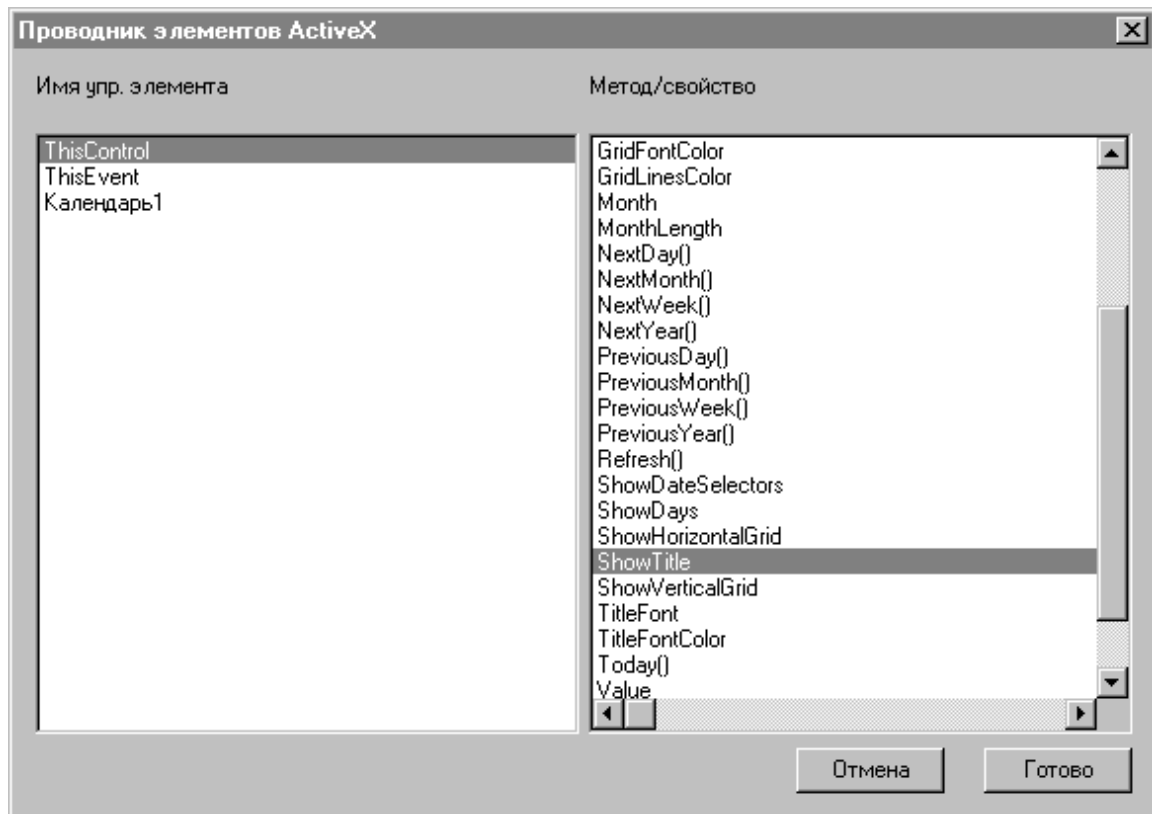 Проводник элементов ActiveX
Имя упр. элемента
ThisControl
ThisEvent
Календарь1
Метод/свойство
GridFontColor
GridLinesColor
Month
MonthLength
NextDay()
NextMonth()
NextWeek()
NextYear()
PreviousDay()
PreviousMonth()
PreviousWeek()
PreviousYear()
Refresh()
ShowDateSelectors
ShowDays
ShowHorizontalGrid
ShowTitle
ShowVerticalGrid
TitleFont
TitleFontColor
Today()
Value
Отмена
Готово